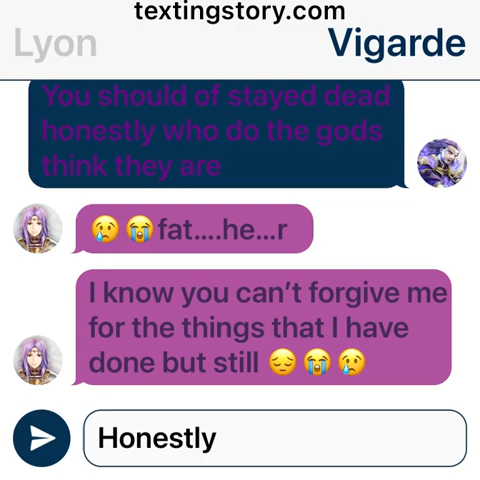 textingstory.com
Lyon Vigarde
You should of stayed dead
honestly who do the gods
think they are
😢 😭 fat....he...r
I know you can't forgive me
for the things that I have
done but still 😔 😭 😢
Honestly